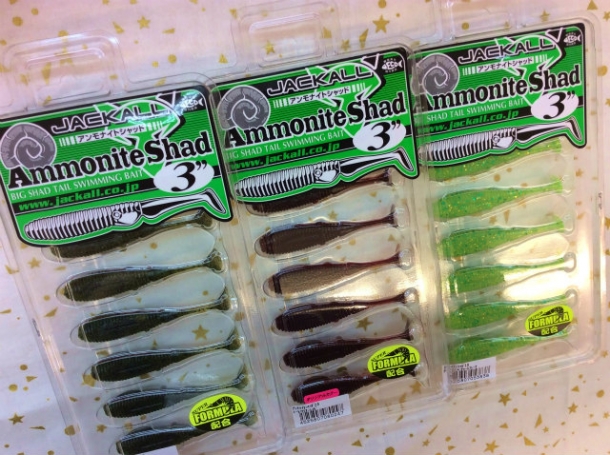 JACKALL
アンモナイトシャッド
Ammonite Shad
BIG SHAD TAIL SWIMMING BAIT
3"
www.jackall.co.jp
FORMULA
配合
JACKALL
アンモナイトシャッド
Ammonite Shad
BIG SHAD TAIL SWIMMING BAIT
3"
www.jackall.co.jp
FORMULA
配合
JACKALL
アンモナイトシャッド
Ammonite Shad
BIG SHAD TAIL SWIMMING BAIT
3"
www.jackall.co.jp
FORMULA
配合